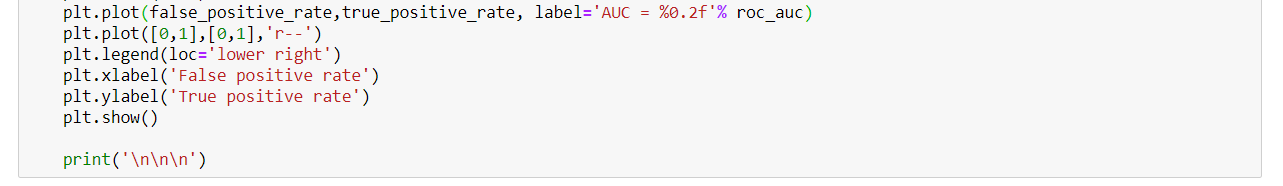 plt.plot(false_positive_rate,true_positive_rate, label='AUC = %0.2f'% roc_auc)
plt.plot([0,1],[0,1],'r--')
plt.legend(loc='lower right')
plt.xlabel('False positive rate')
plt.ylabel('True positive rate')
plt.show()
print('\n\n\n')